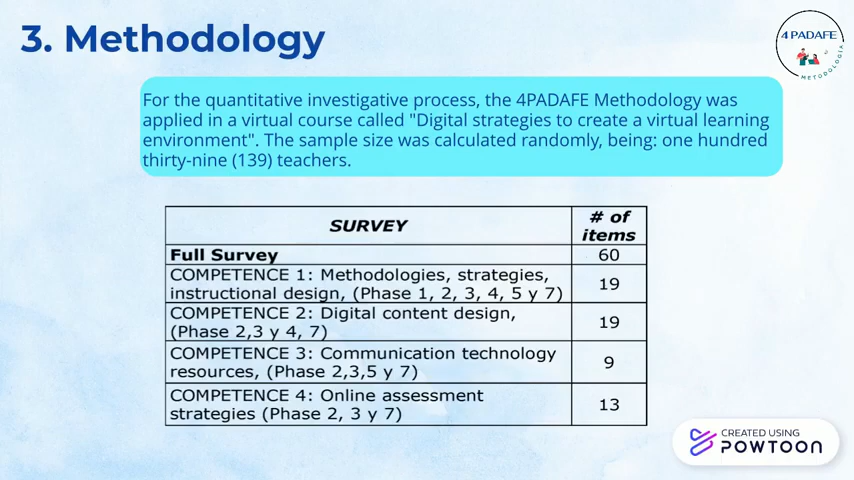 3. Methodology
4 PADAFE
METODOLOGIA
For the quantitative investigative process, the 4PADAFE Methodology was
applied in a virtual course called "Digital strategies to create a virtual learning
environment". The sample size was calculated randomly, being: one hundred
thirty-nine (139) teachers.
SURVEY
# of
items
Full Survey
60
COMPETENCE 1: Methodologies, strategies,
instructional design, (Phase 1, 2, 3, 4, 5 y 7)
19
COMPETENCE 2: Digital content design,
(Phase 2,3 y 4, 7)
19
COMPETENCE 3: Communication technology
resources, (Phase 2,3,5 y 7)
9
COMPETENCE 4: Online assessment
strategies (Phase 2, 3 y 7)
13
CREATED USING
POWTOON